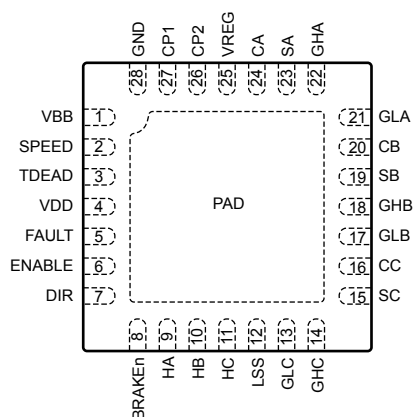 GND
CP1
CP2
VREG
CA
SA
GHA
28
27
26
25
24
23
22
VBB 1
SPEED 2
TDEAD 3
VDD 4
FAULT 5
ENABLE 6
DIR 7
PAD
21 GLA
20 CB
19 SB
18 GHB
17 GLB
16 CC
15 SC
8
9
10
11
12
13
14
BRAKEn
HA
HB
HC
LSS
GLC
GHC